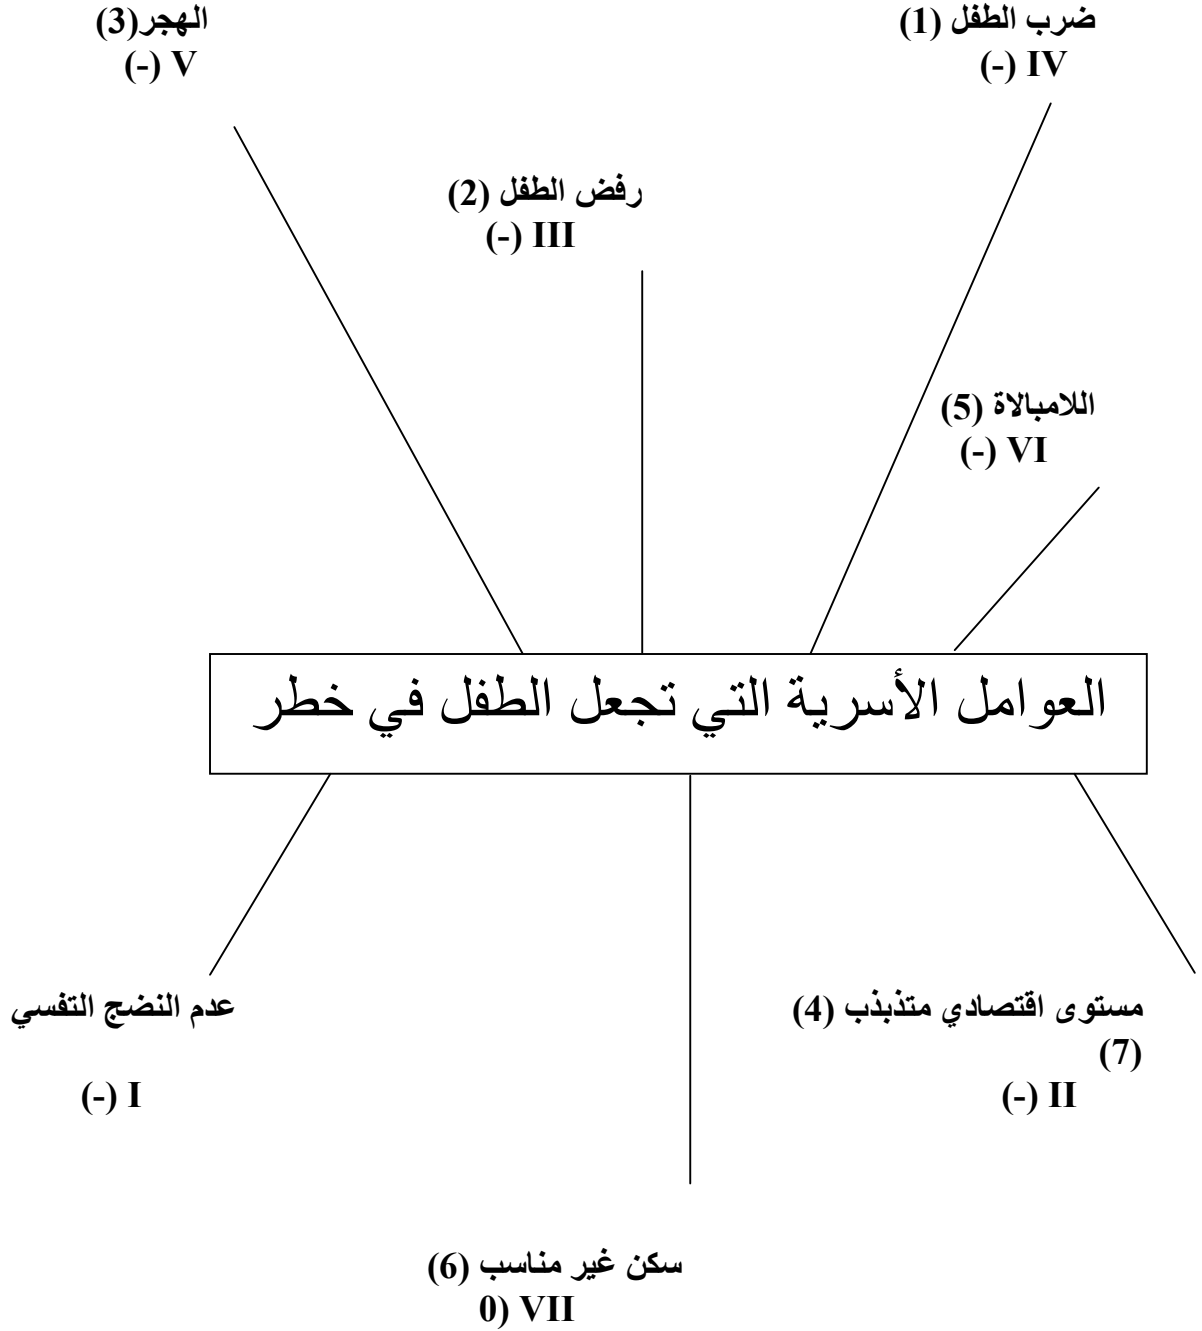 ضرب الطفل (1)
(-) IV
الهجر(3)
(-) V
رفض الطفل (2)
(-) III
اللامبالاة (5)
(-) VI
العوامل الأسرية التي تجعل الطفل في خطر
مستوى اقتصادي متذبذب (4)
(7)
(-) II
عدم النضج التفسي
(-) I
سكن غير مناسب (6)
0) VII